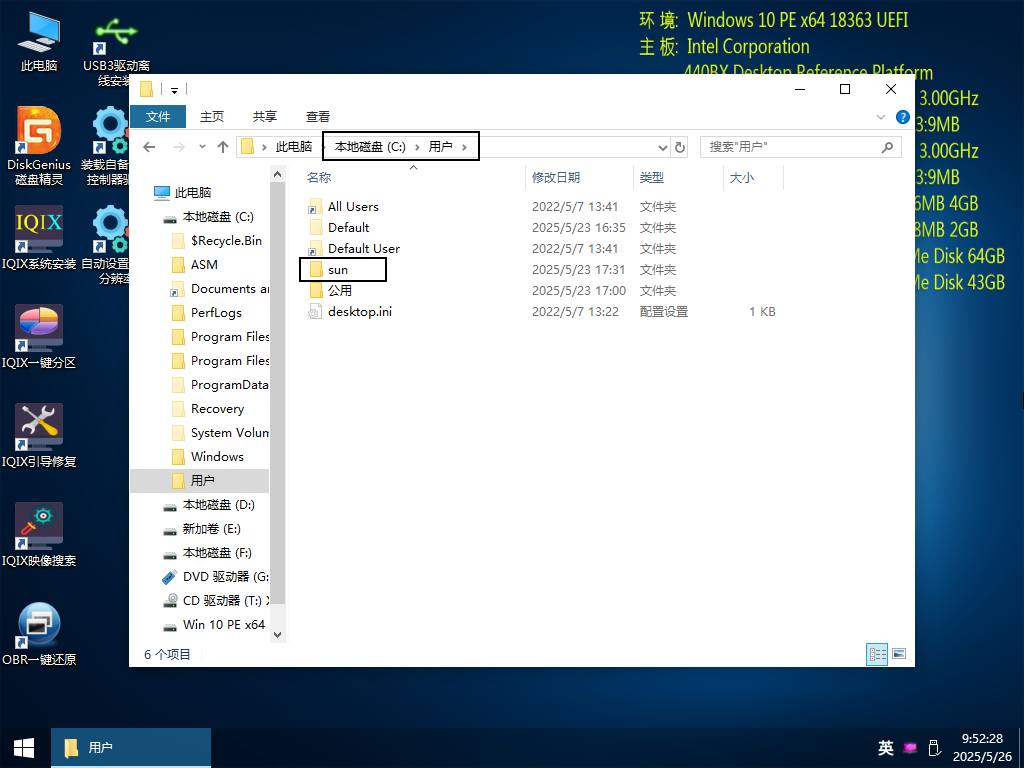 此电脑
USB3驱动离
线安装
DiskGenius
磁盘精灵
装载自备
控制器驱
IQIX
IQIX系统安装
自动设置
分辨率
IQIX一键分区
IQIX引导修复
IQIX映像搜索
OBR一键还原
环 境: Windows 10 PE x64 18363 UEFI
主 板: Intel Corporation
440BX Desktop Reference Platform
3.00GHz
3:9MB
3.00GHz
3:9MB
6MB 4GB
8MB 2GB
Me Disk 64GB
Me Disk 43GB
文件 主页 共享 查看
此电脑 本地磁盘 (C:) 用户
搜索"用户"
此电脑
本地磁盘 (C:)
$Recycle.Bin
ASM
Documents an
PerfLogs
Program Files
Program Files
ProgramData
Recovery
System Volum
Windows
用户
本地磁盘 (D:)
新加卷 (E:)
本地磁盘 (F:)
DVD 驱动器 (G:
CD 驱动器 (T:) X
Win 10 PE x64
名称 修改日期 类型 大小
All Users 2022/5/7 13:41 文件夹
Default 2025/5/23 16:35 文件夹
Default User 2022/5/7 13:41 文件夹
sun 2025/5/23 17:31 文件夹
公用 2025/5/23 17:00 文件夹
desktop.ini 2022/5/7 13:22 配置设置 1 KB
6 个项目
用户
英
9:52:28
2025/5/26